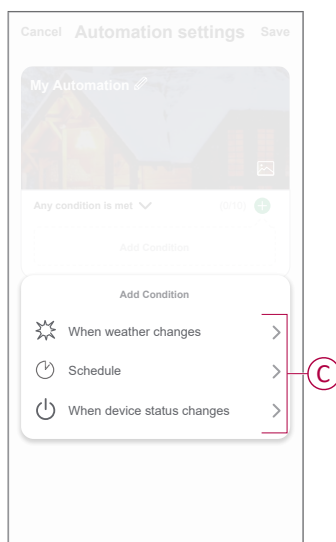 Cancel Automation settings Save
My Automation
Any condition is met
Add Condition
Add Condition
When weather changes
Schedule
When device status changes
C